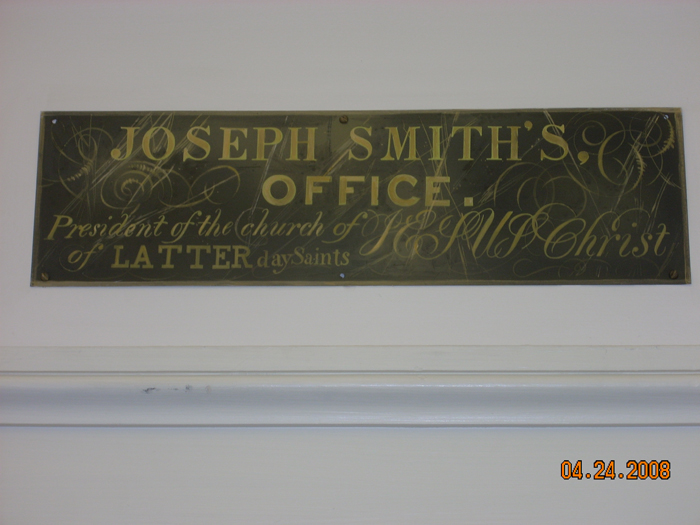 JOSEPH SMITH'S,
OFFICE.
President of the church of JESUS Christ
of LATTER day Saints
04.24.2008